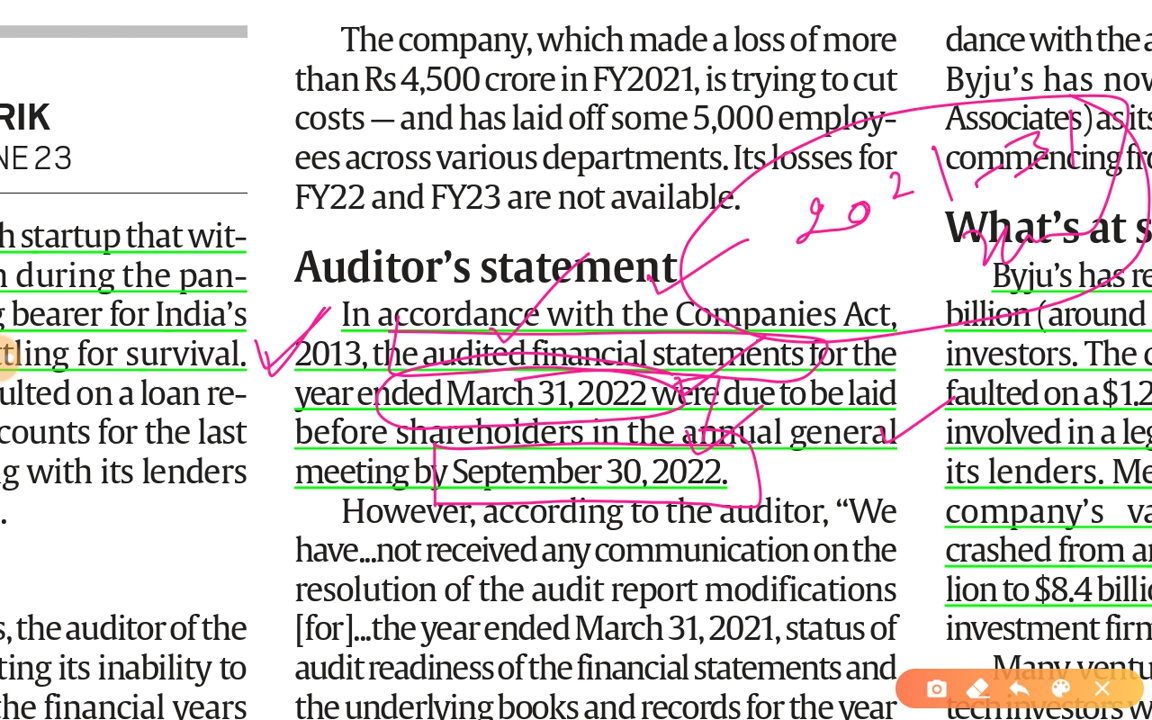 RIK
NE 23
h startup that wit-
n during the pan-
g bearer for India's
tling for survival.
ulted on a loan re-
counts for the last
g with its lenders
.
s, the auditor of the
ting its inability to
the financial years
The company, which made a loss of more
than Rs 4,500 crore in FY2021, is trying to cut
costs — and has laid off some 5,000 employ-
ees across various departments. Its losses for
FY22 and FY23 are not available.
Auditor's statement
In accordance with the Companies Act,
2013, the audited financial statements for the
year ended March 31, 2022 were due to be laid
before shareholders in the annual general
meeting by September 30, 2022.
However, according to the auditor, “We
have...not received any communication on the
resolution of the audit report modifications
[for]...the year ended March 31, 2021, status of
audit readiness of the financial statements and
the underlying books and records for the year
dance with the a
Byju's has nov
Associates) as its
commencing fro
What's at s
Byju's has re
billion (around
investors. The c
faulted on a $1.2
involved in a leg
its lenders. Me
company's va
crashed from an
lion to $8.4 billio
investment firm
Many ventu
tech investors w